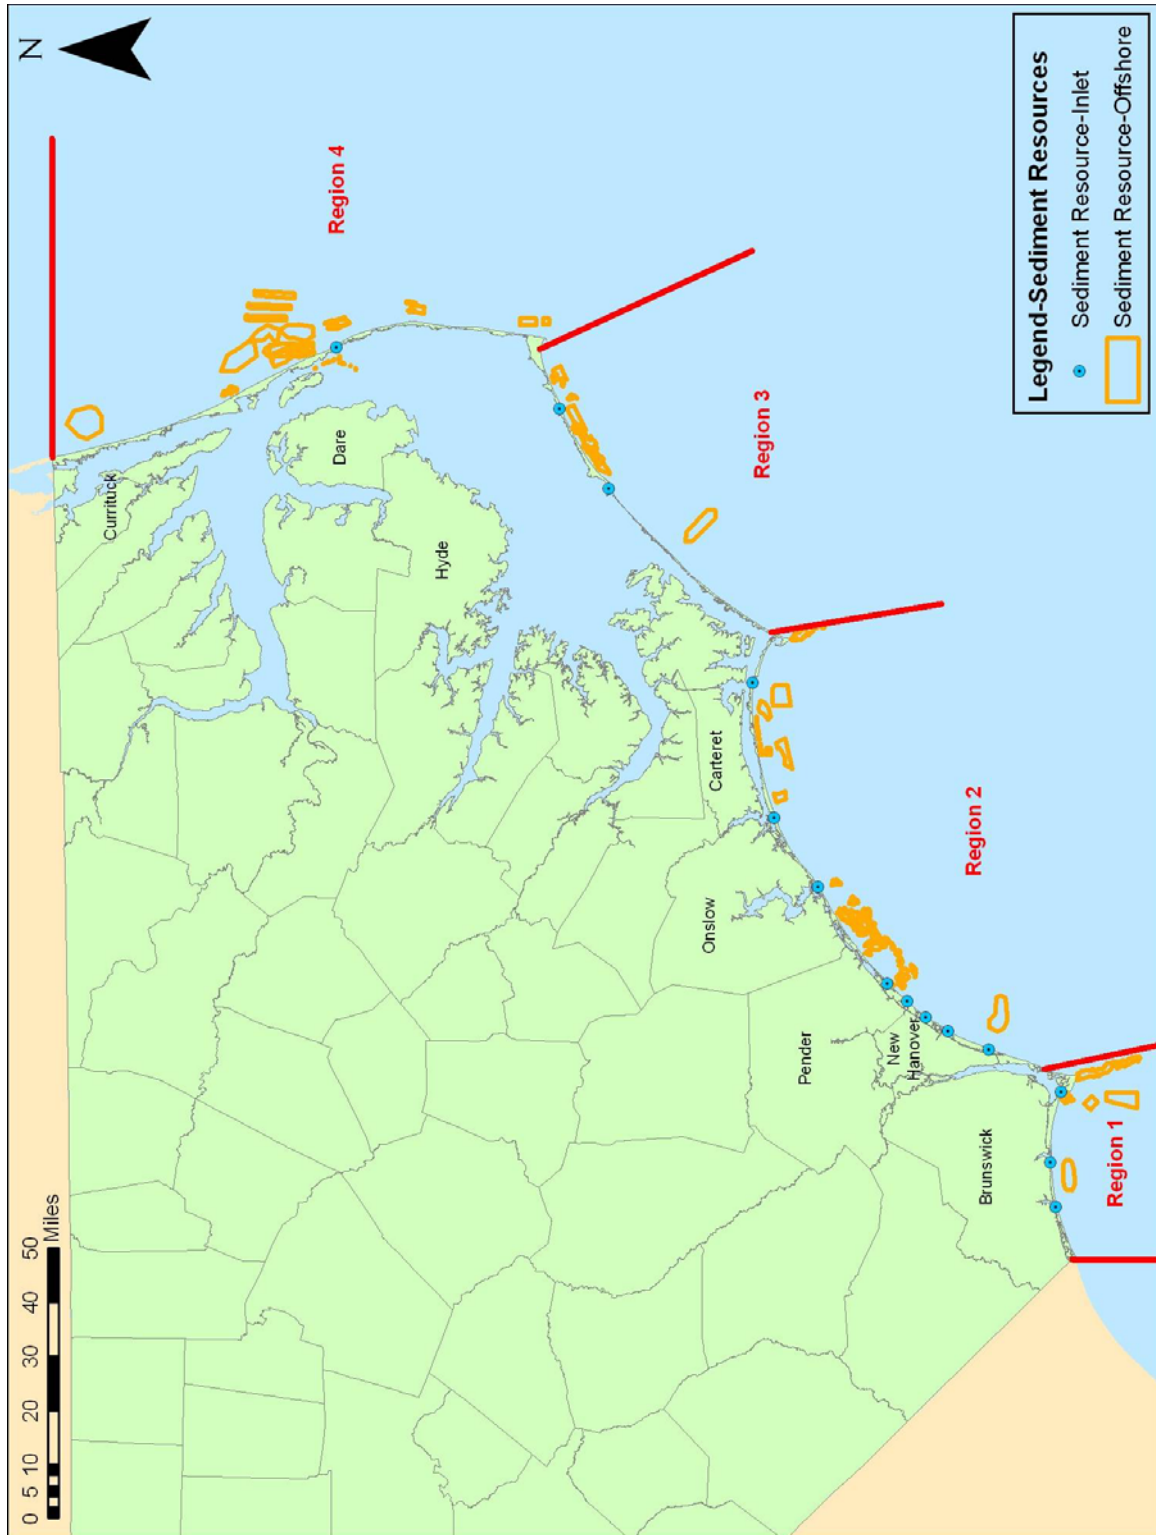 N
0 5 10 20 30 40 50
Miles
Currituck
Dare
Hyde
Carteret
Onslow
Pender
New
Hanover
Brunswick
Region 4
Region 3
Region 2
Region 1
Legend-Sediment Resources
Sediment Resource-Inlet
Sediment Resource-Offshore